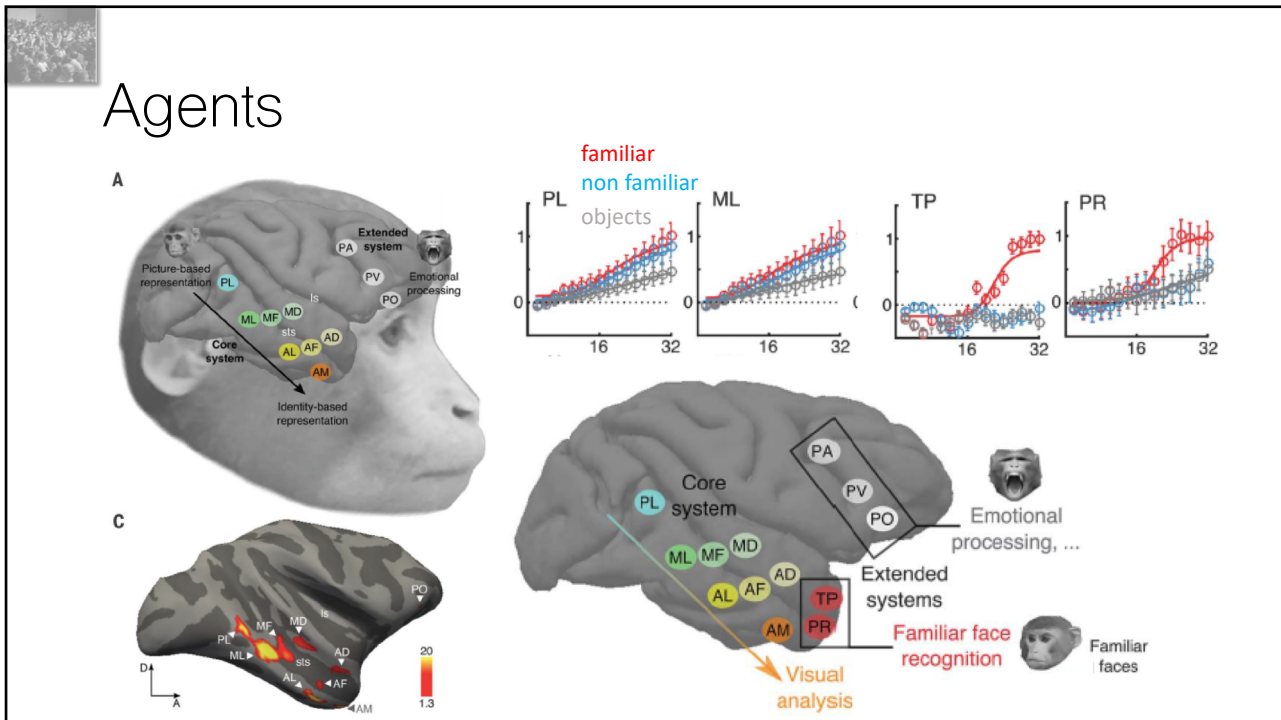 Agents
A
Extended
system
PA
PV
PO
Emotional
processing
Picture-based
representation
PL
ls
ML
MF
MD
sts
Core
system
AL
AF
AD
AM
Identity-based
representation
familiar
non familiar
objects
PL
1
0
16
32
ML
1
0
16
32
TP
1
0
16
32
PR
1
0
16
32
C
PO
ls
MD
MF
PL
ML
sts
AD
AL
AF
AM
D
A
20
1.3
Core
system
PL
ML
MF
MD
AL
AF
AD
AM
TP
PR
PA
PV
PO
Emotional
processing, ...
Extended
systems
Familiar face
recognition
Familiar
faces
Visual
analysis